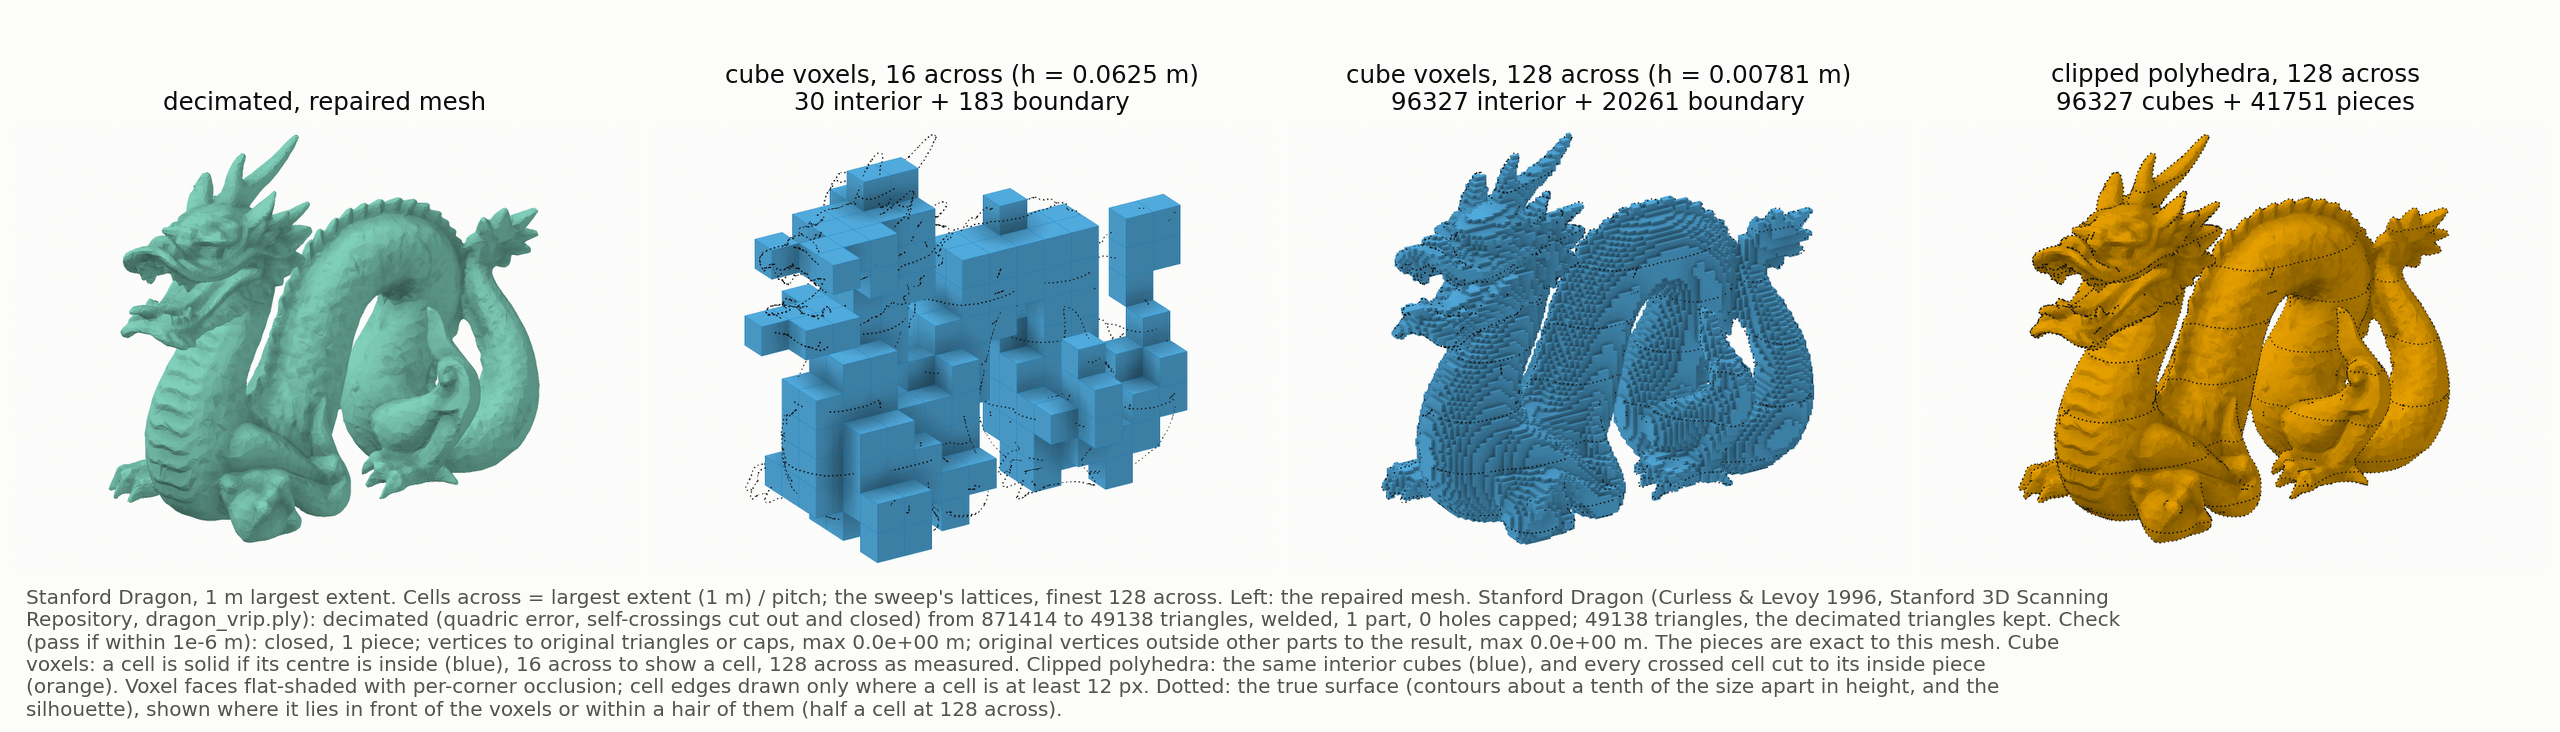 decimated, repaired mesh
cube voxels, 16 across (h = 0.0625 m)
30 interior + 183 boundary
cube voxels, 128 across (h = 0.00781 m)
96327 interior + 20261 boundary
clipped polyhedra, 128 across
96327 cubes + 41751 pieces
Stanford Dragon, 1 m largest extent. Cells across = largest extent (1 m) / pitch; the sweep's lattices, finest 128 across. Left: the repaired mesh. Stanford Dragon (Curless & Levoy 1996, Stanford 3D Scanning
Repository, dragon_vrip.ply): decimated (quadric error, self-crossings cut out and closed) from 871414 to 49138 triangles, welded, 1 part, 0 holes capped; 49138 triangles, the decimated triangles kept. Check
(pass if within 1e-6 m): closed, 1 piece; vertices to original triangles or caps, max 0.0e+00 m; original vertices outside other parts to the result, max 0.0e+00 m. The pieces are exact to this mesh. Cube
voxels: a cell is solid if its centre is inside (blue), 16 across to show a cell, 128 across as measured. Clipped polyhedra: the same interior cubes (blue), and every crossed cell cut to its inside piece
(orange). Voxel faces flat-shaded with per-corner occlusion; cell edges drawn only where a cell is at least 12 px. Dotted: the true surface (contours about a tenth of the size apart in height, and the
silhouette), shown where it lies in front of the voxels or within a hair of them (half a cell at 128 across).